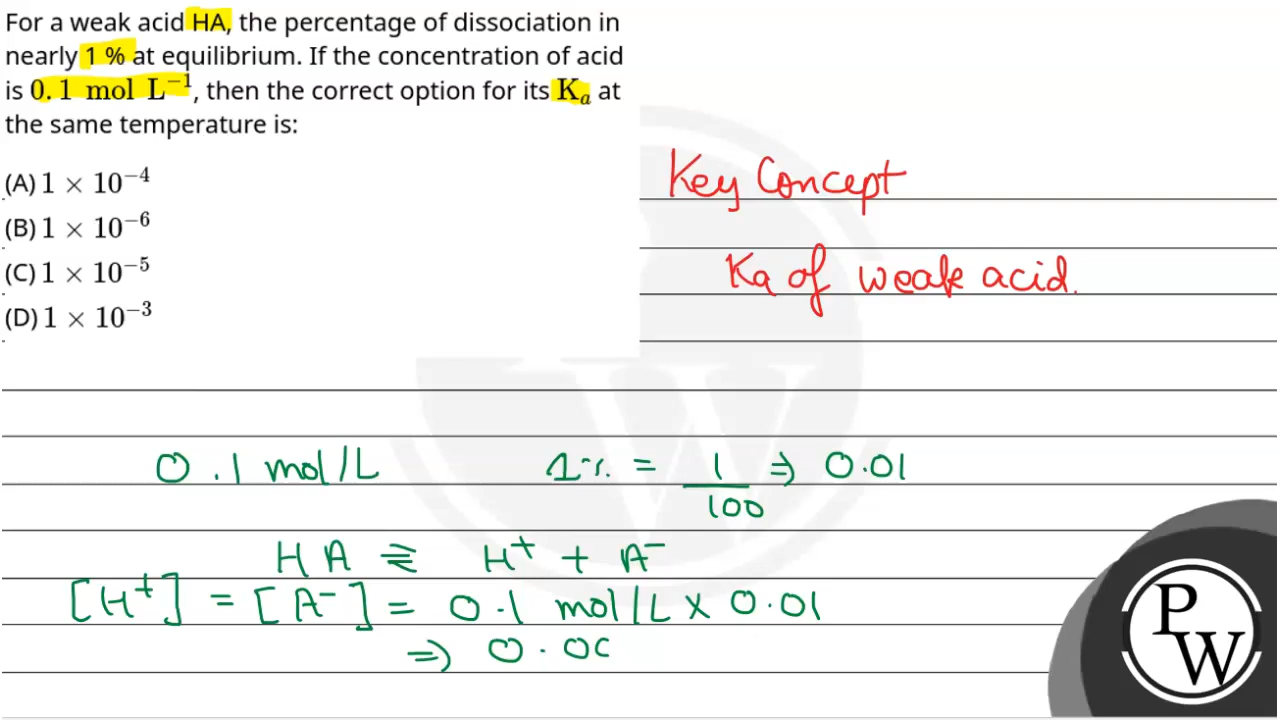 For a weak acid HA, the percentage of dissociation in
nearly 1 % at equilibrium. If the concentration of acid
is 0.1 mol L⁻¹, then the correct option for its Kₐ at
the same temperature is:
(A) 1 × 10⁻⁴
(B) 1 × 10⁻⁶
(C) 1 × 10⁻⁵
(D) 1 × 10⁻³
Key Concept
Ka of weak acid.
0.1 mol/L 1% = 1/100 ⇒ 0.01
HA ⇌ H⁺ + A⁻
[H⁺] = [A⁻] = 0.1 mol/L × 0.01
⇒ 0.00
PW